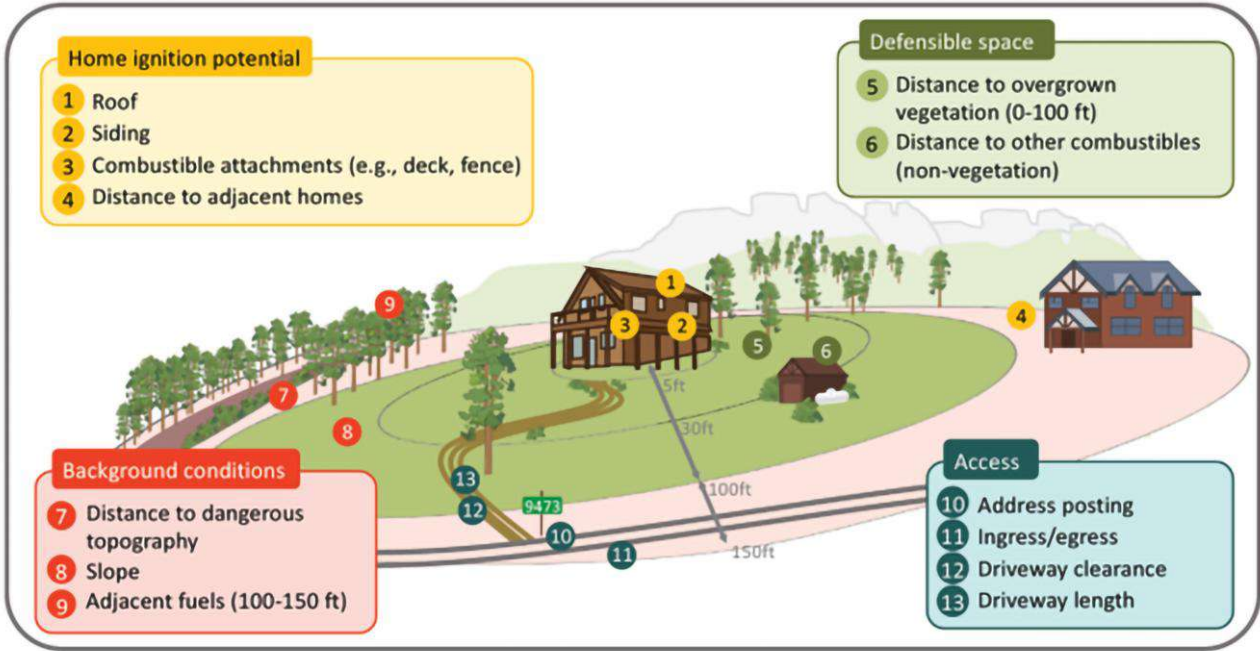 Home ignition potential
1 Roof
2 Siding
3 Combustible attachments (e.g., deck, fence)
4 Distance to adjacent homes
Defensible space
5 Distance to overgrown
vegetation (0-100 ft)
6 Distance to other combustibles
(non-vegetation)
9
1
3
2
4
5
6
7
8
5ft
30ft
100ft
150ft
13
12
9473
10
11
Background conditions
7 Distance to dangerous
topography
8 Slope
9 Adjacent fuels (100-150 ft)
Access
10 Address posting
11 Ingress/egress
12 Driveway clearance
13 Driveway length